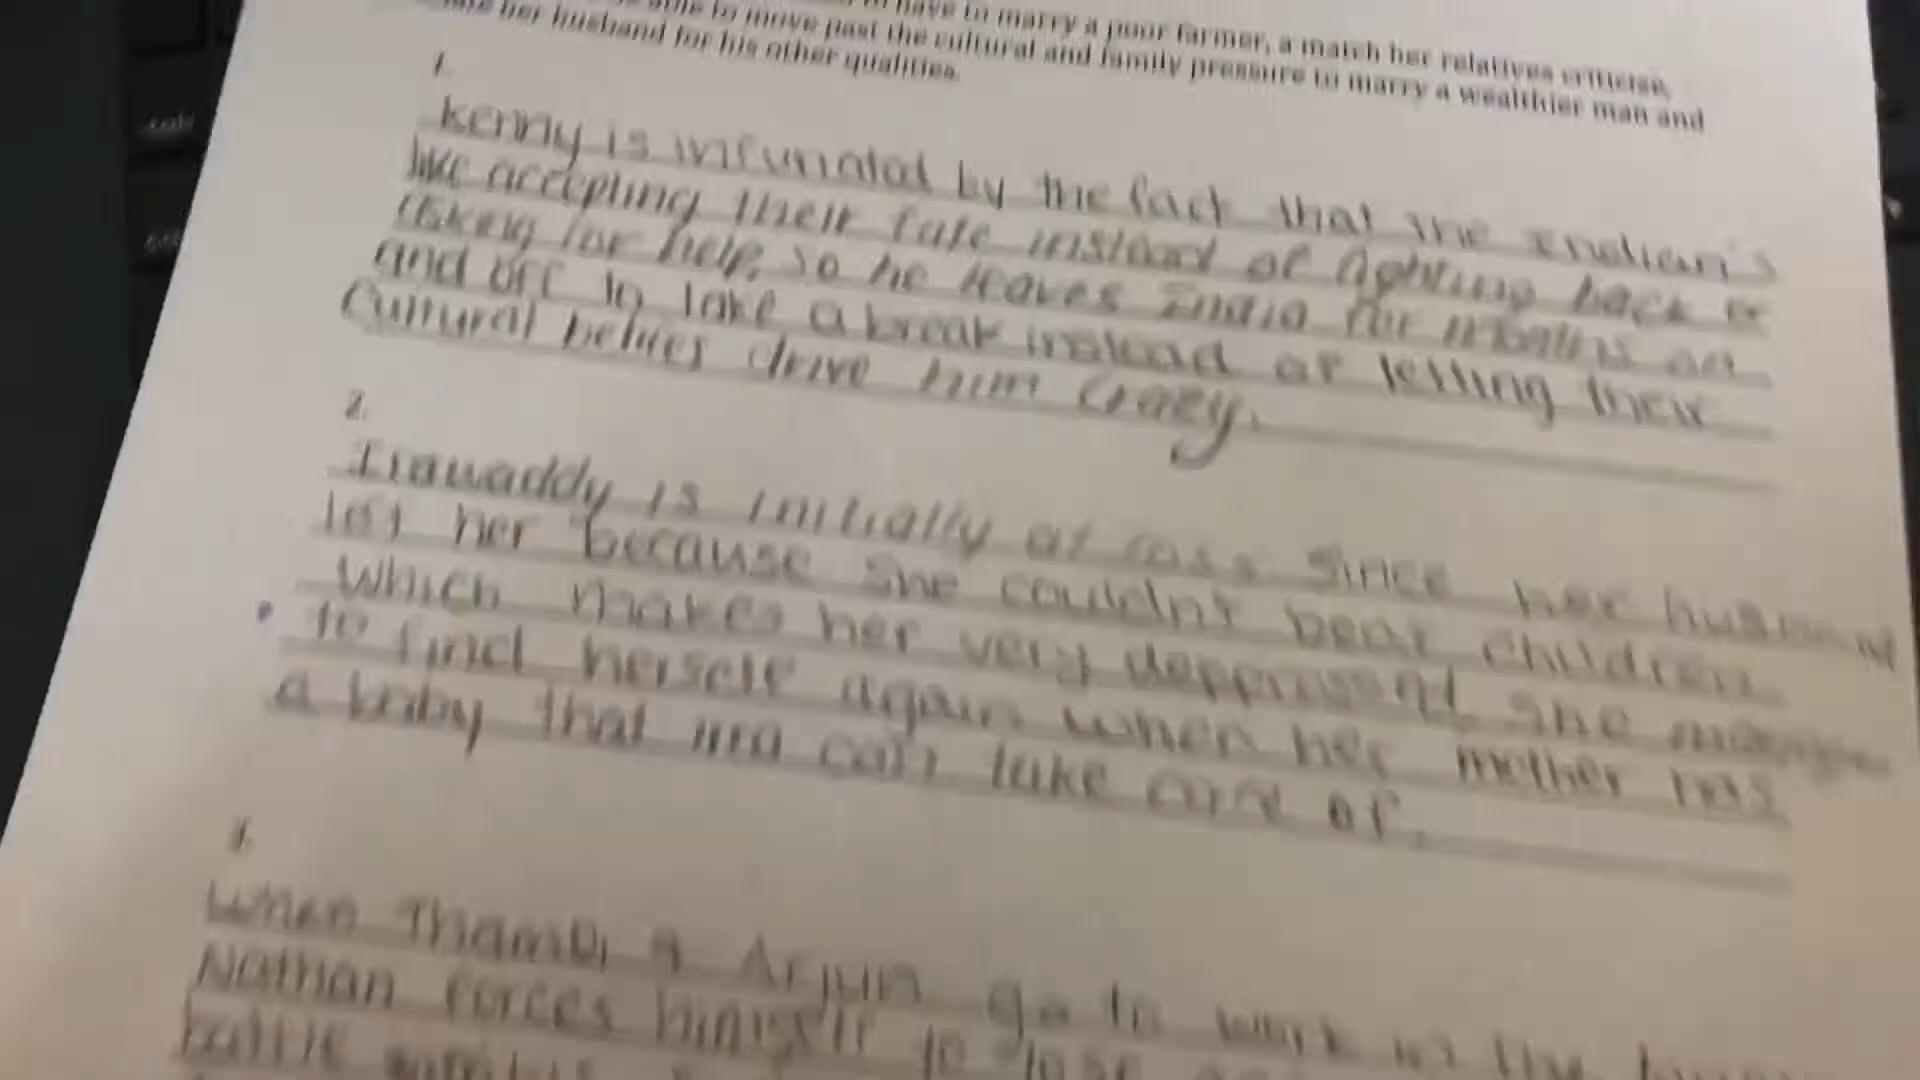 have to marry a poor farmer, a match her relatives criticize,
able to move past the cultural and family pressure to marry a wealthier man and
her husband for his other qualities.
1.
Kenny is infuriated by the fact that the Indian's
live accepting their fate instead of fighting back or
asking for help, so he leaves India for months on
and off to take a break instead of letting their
Cultural beliefs drive him crazy.
2.
Irawaddy is initially at loss since her husband
left her because she couldn't bear children
which makes her very deppressed. She
to find herself again when her mother has
a baby that can take care of.
3.
When Thambi & Arjun go to work in the
Nathan forces himself to
battle